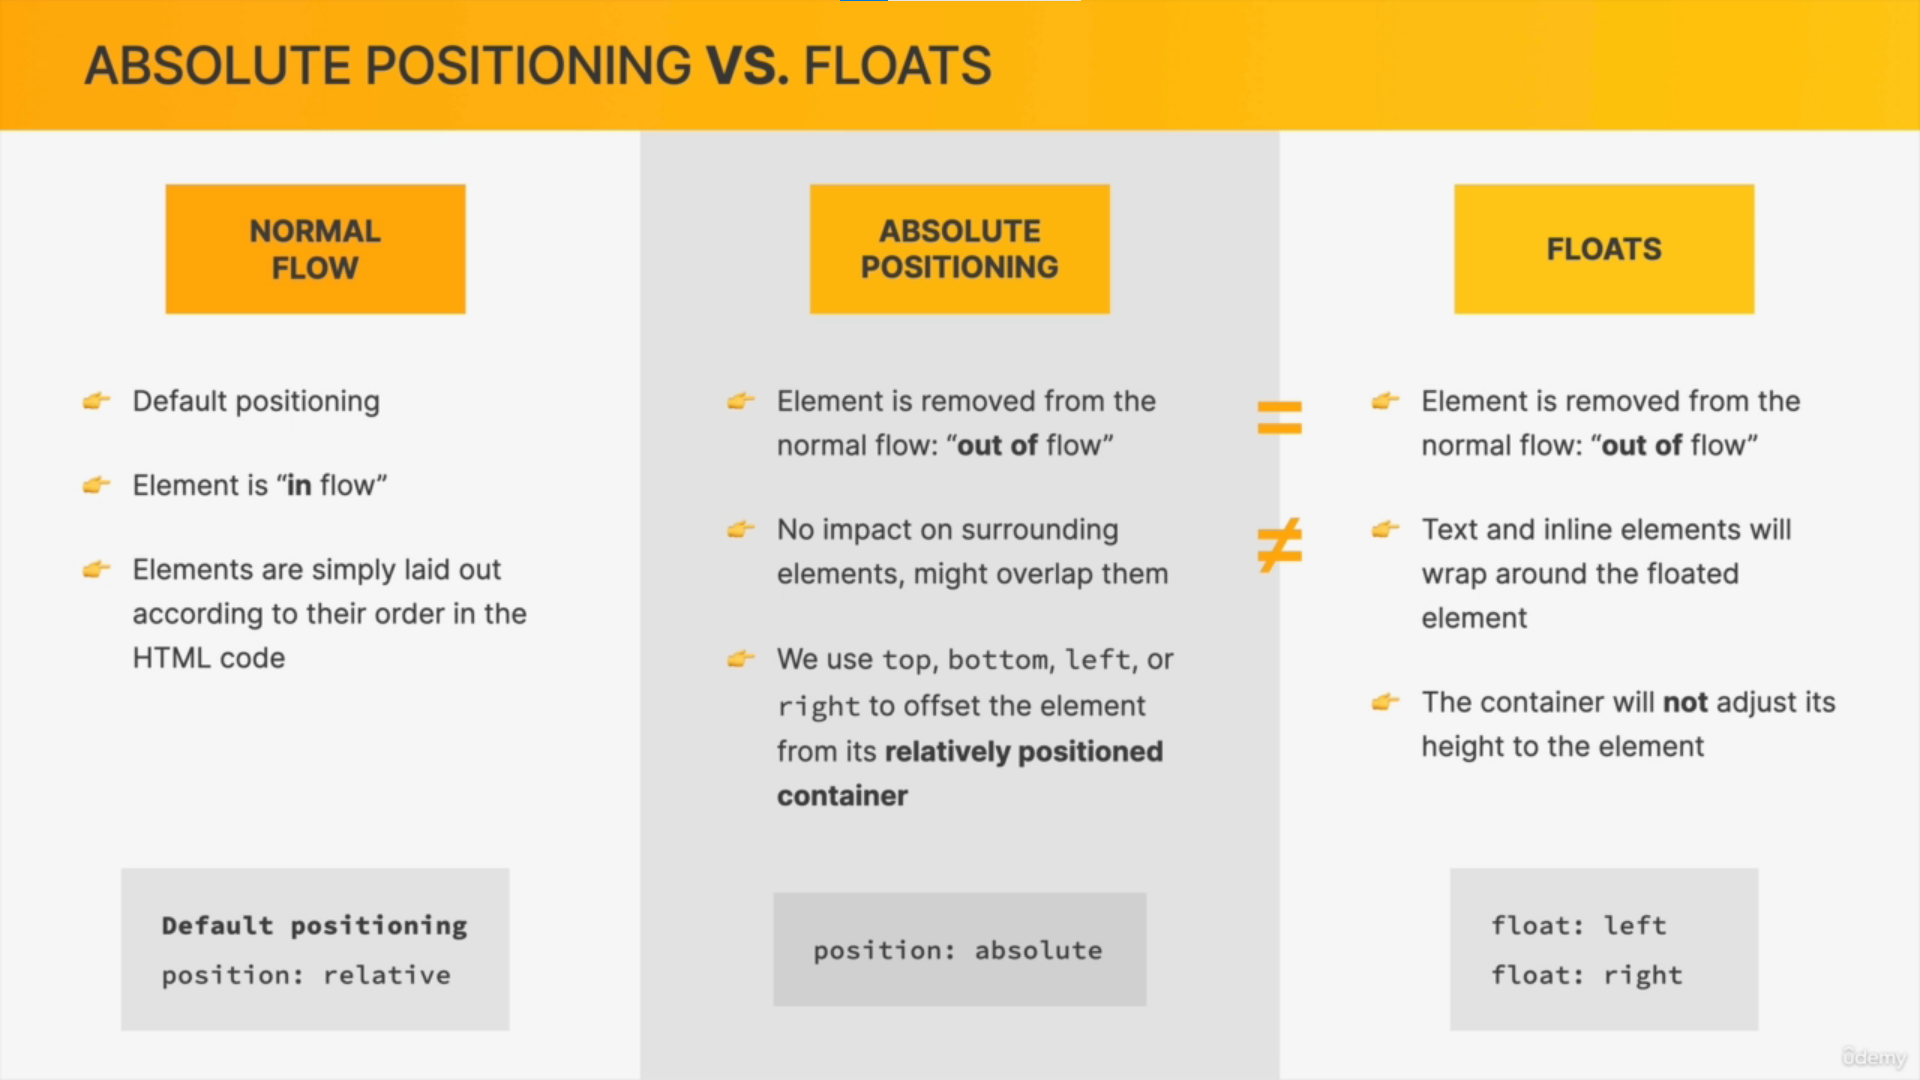 ABSOLUTE POSITIONING VS. FLOATS
NORMAL
FLOW
Default positioning
Element is “in flow”
Elements are simply laid out
according to their order in the
HTML code
Default positioning
position: relative
ABSOLUTE
POSITIONING
Element is removed from the
normal flow: “out of flow”
No impact on surrounding
elements, might overlap them
We use top, bottom, left, or
right to offset the element
from its relatively positioned
container
position: absolute
=
≠
FLOATS
Element is removed from the
normal flow: “out of flow”
Text and inline elements will
wrap around the floated
element
The container will not adjust its
height to the element
float: left
float: right
ûdemy